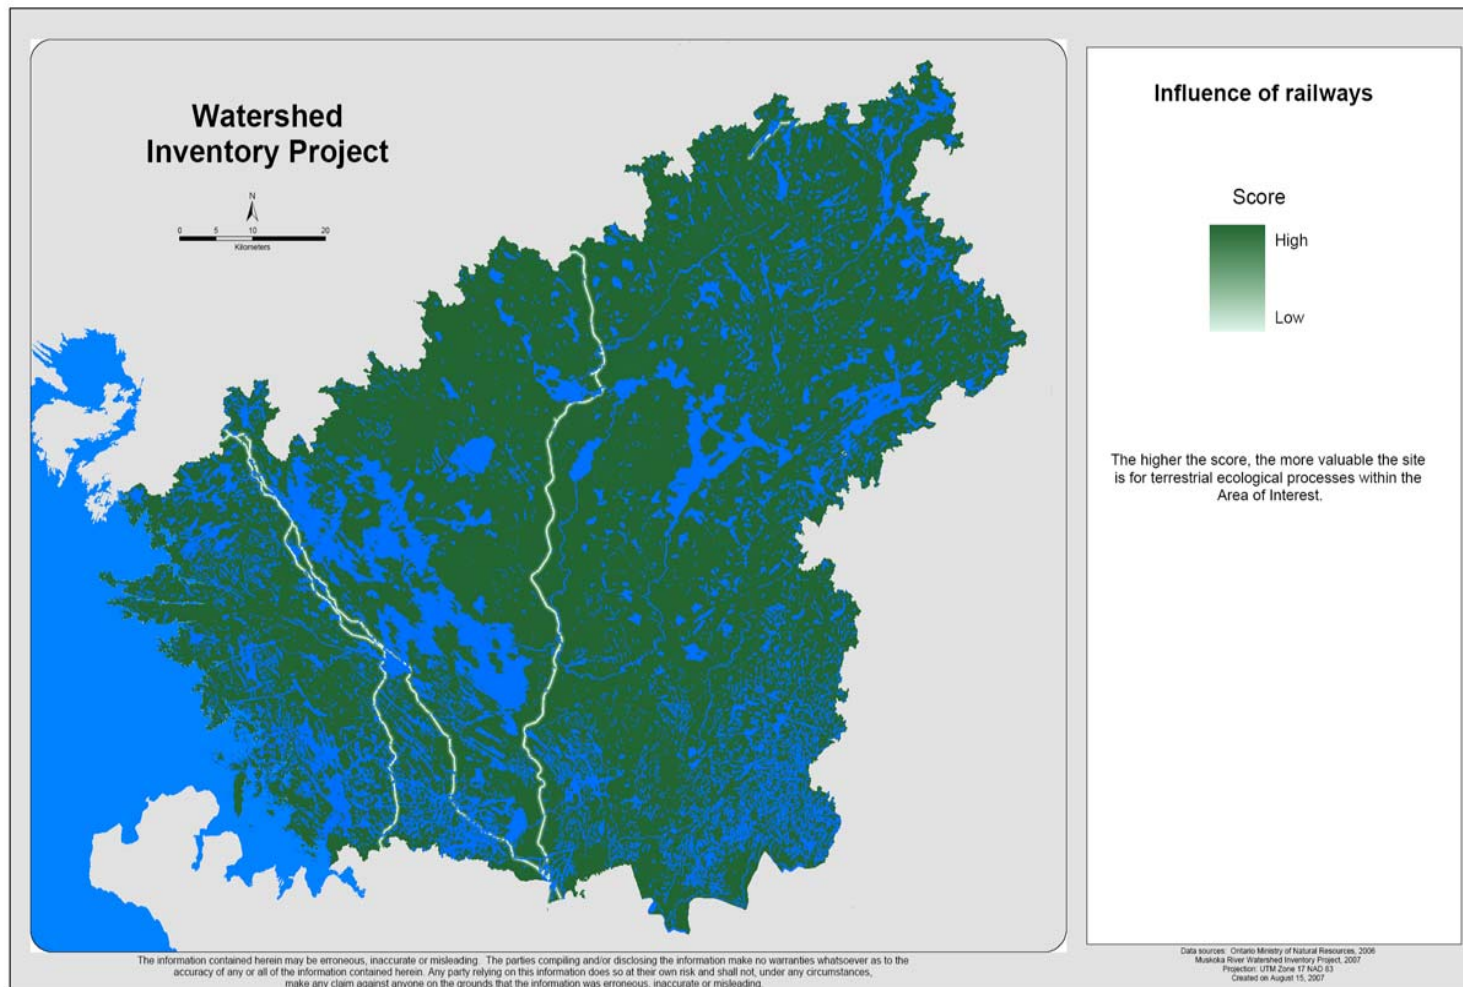 Watershed
Inventory Project
N
0 5 10 20
Kilometers
Influence of railways
Score
High
Low
The higher the score, the more valuable the site
is for terrestrial ecological processes within the
Area of Interest.
The information contained herein may be erroneous, inaccurate or misleading. The parties compiling and/or disclosing the information make no warranties whatsoever as to the
accuracy of any or all of the information contained herein. Any party relying on this information does so at their own risk and shall not, under any circumstances,
make any claim against anyone on the grounds that the information was erroneous, inaccurate or misleading.
Data sources: Ontario Ministry of Natural Resources, 2006
Muskoka River Watershed Inventory Project, 2007
Projection: UTM Zone 17 NAD 83
Created on August 15, 2007